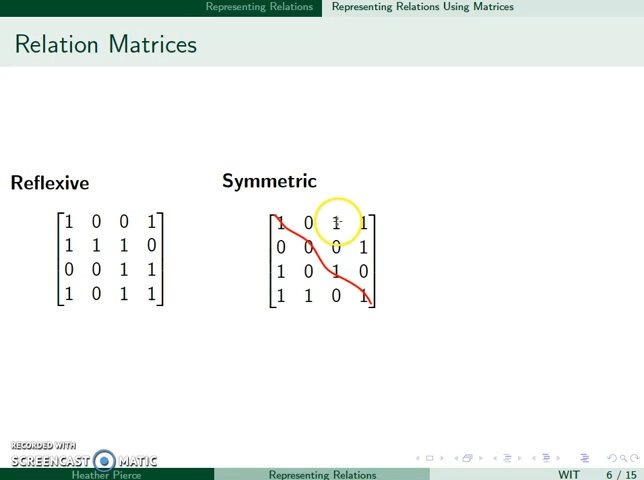 Representing Relations Representing Relations Using Matrices
Relation Matrices
Reflexive
1 0 0 1
1 1 1 0
0 0 1 1
1 0 1 1
Symmetric
1 0 1 1
0 0 0 1
1 0 1 0
1 1 0 1
RECORDED WITH
SCREENCAST MATIC
Heather Pierce Representing Relations WIT 6 / 15